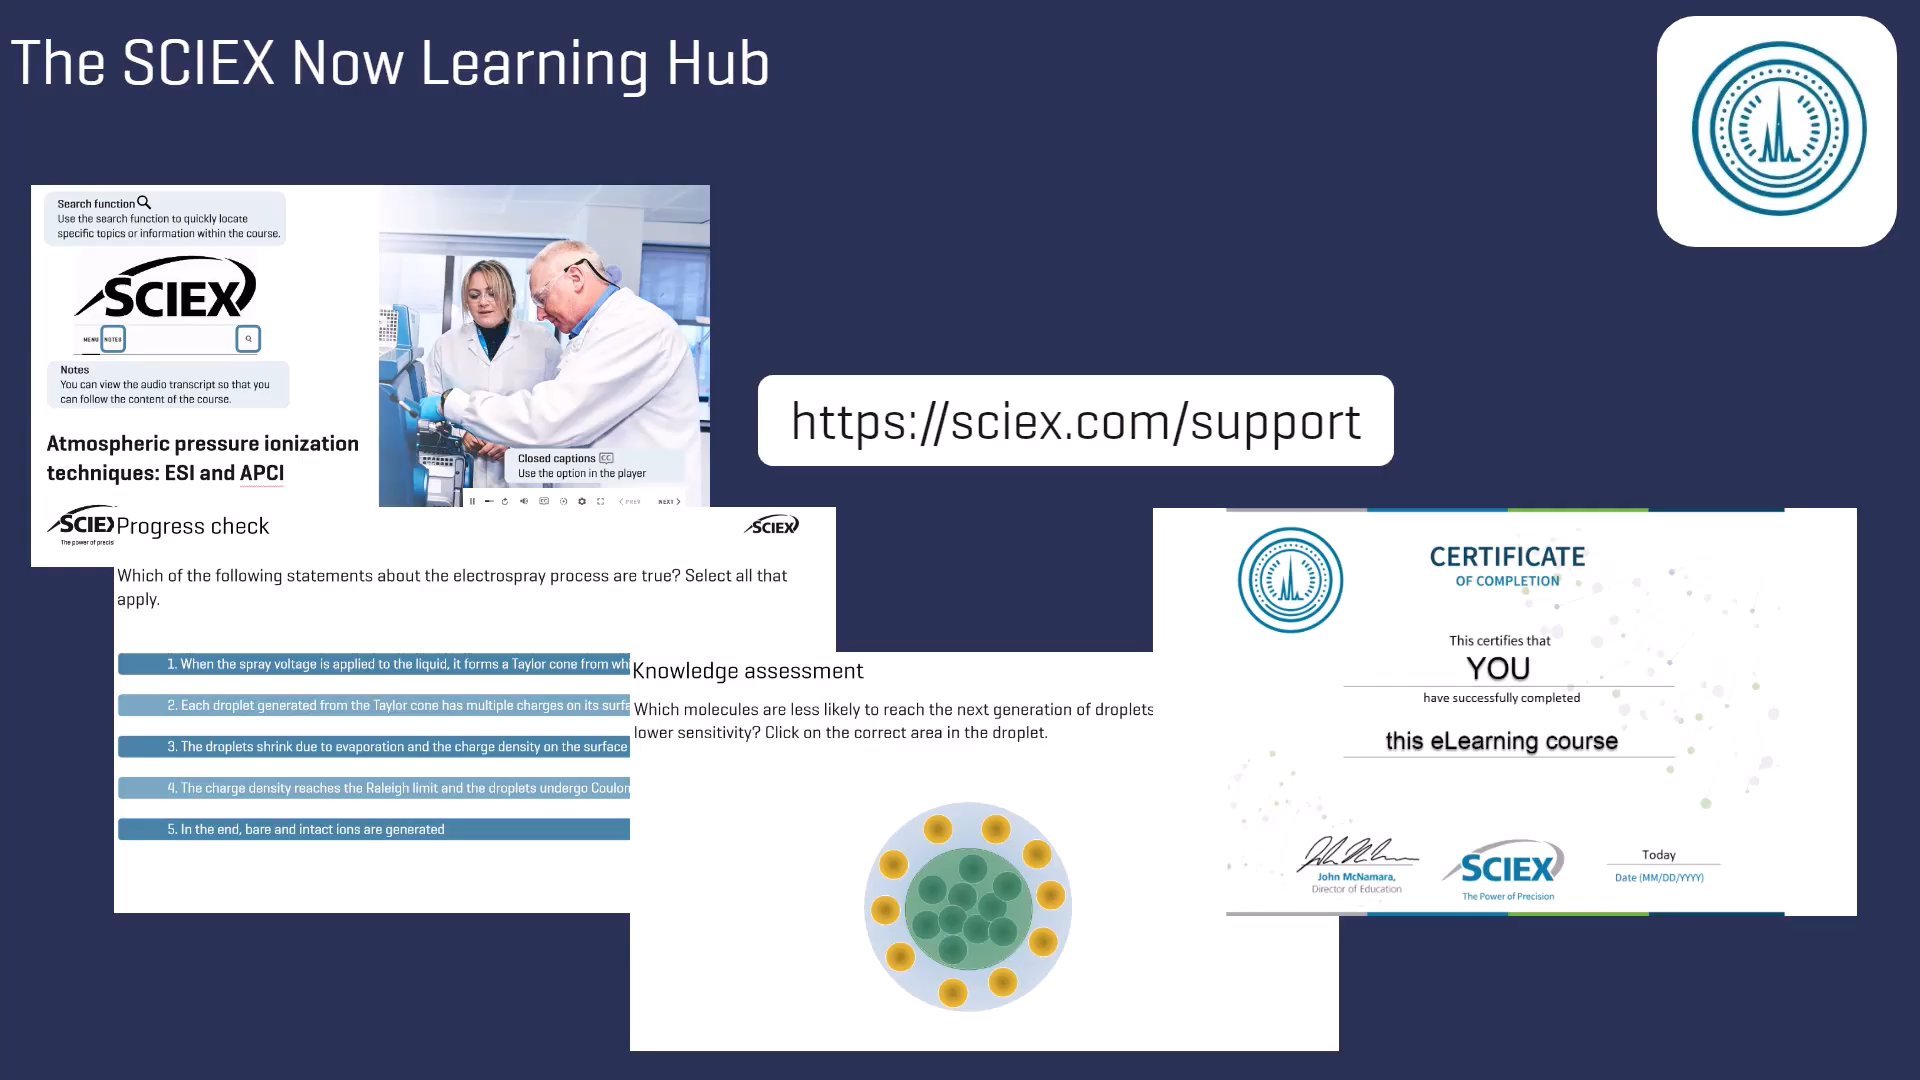 The SCIEX Now Learning Hub
Search function
Use the search function to quickly locate
specific topics or information within the course.
SCIEX
MENU NOTES
Notes
You can view the audio transcript so that you
can follow the content of the course.
Atmospheric pressure ionization
techniques: ESI and APCI
Closed captions CC
Use the option in the player
PREV NEXT
https://sciex.com/support
SCIEX
The power of
Progress check
SCIEX
Which of the following statements about the electrospray process are true? Select all that
apply.
1. When the spray voltage is applied to the liquid, it forms a Taylor cone from
2. Each droplet generated from the Taylor cone has multiple charges on its
3. The droplets shrink due to evaporation and the charge density on the surface
4. The charge density reaches the Raleigh limit and the droplets undergo
5. In the end, bare and intact ions are generated
Knowledge assessment
Which molecules are less likely to reach the next generation of droplets
lower sensitivity? Click on the correct area in the droplet.
CERTIFICATE
OF COMPLETION
This certifies that
YOU
have successfully completed
this eLearning course
John McNamara,
Director of Education
SCIEX
The Power of Precision
Today
Date (MM/DD/YYYY)